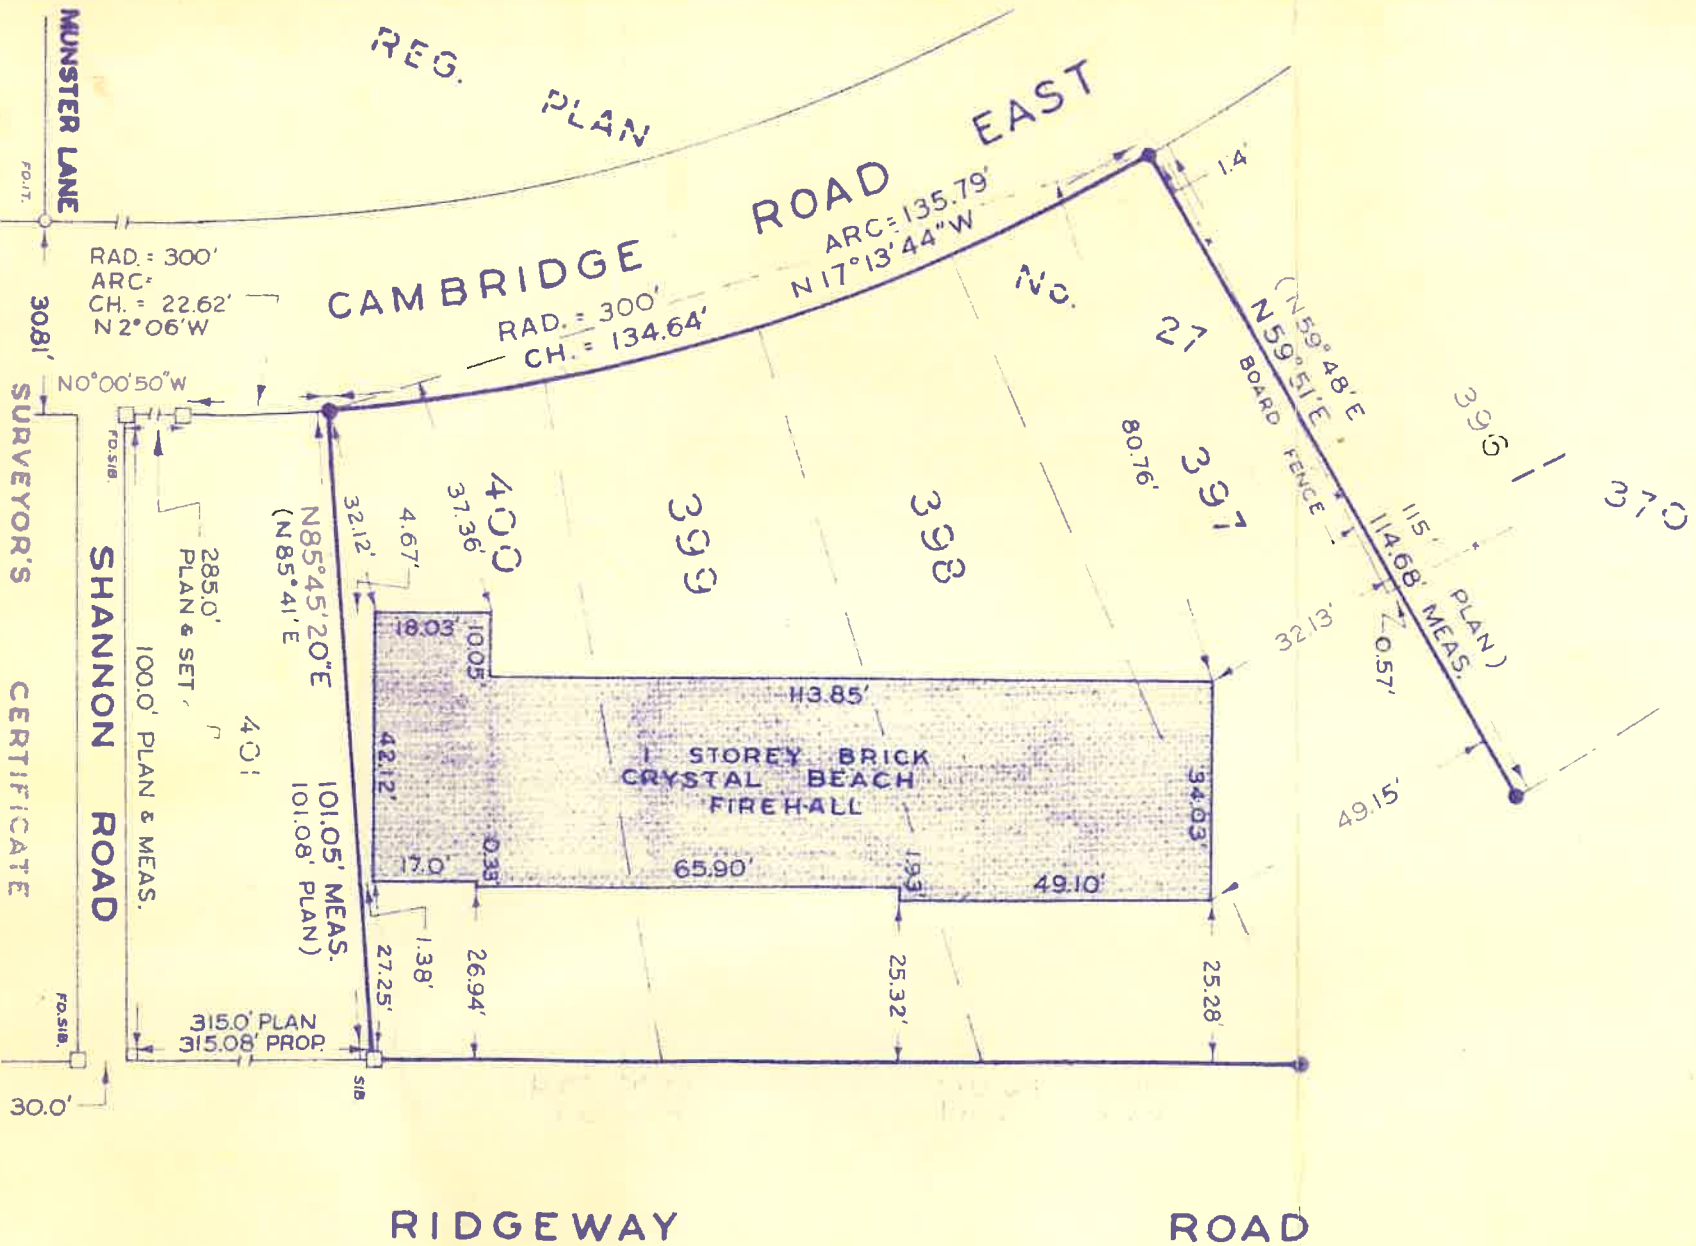 MUNSTER LANE
FD.I.T.
30.81'
REG.
PLAN
CAMBRIDGE ROAD EAST
RAD. = 300'
ARC=
CH. = 22.62'
N 2° 06' W
N0°00'50"W
RAD. = 300'
CH. = 134.64'
ARC = 135.79'
N 17° 13' 44" W
1.4'
No.
27
(N 59° 48' E
N 59° 51' E
BOARD FENCE
115' PLAN)
114.68' MEAS.
396
370
397
80.76'
398
399
400
37.36'
4.67'
32.12'
N85°45'20"E
(N 85° 41' E
101.05' MEAS.
101.08' PLAN)
FD.SIB.
285.0'
PLAN & SET
401
100.0' PLAN & MEAS.
SHANNON ROAD
SURVEYOR'S CERTIFICATE
18.03'
10.05'
113.85'
42.12'
1 STOREY BRICK
CRYSTAL BEACH
FIREHALL
34.03'
17.0'
0.33'
65.90'
1.93'
49.10'
32.13'
0.57'
49.15'
1.38'
27.25'
26.94'
25.32'
25.28'
FD.SIB.
315.0' PLAN
315.08' PROP.
SIB
30.0'
RIDGEWAY ROAD